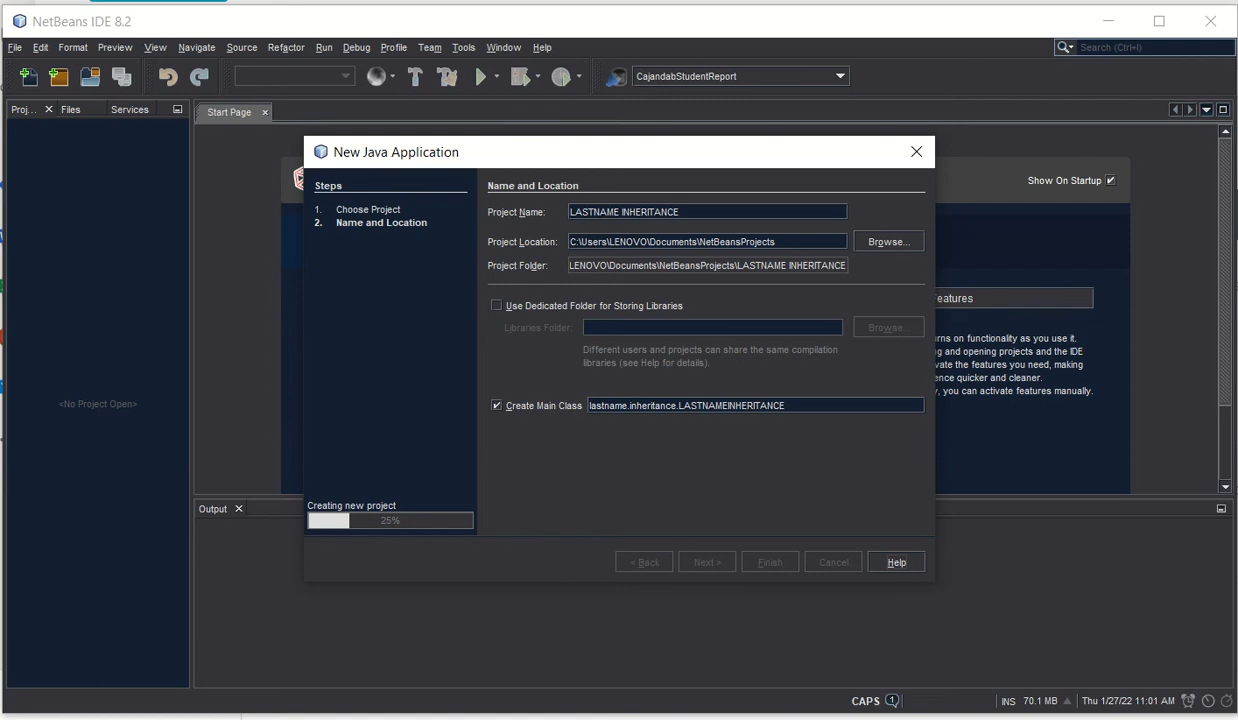 NetBeans IDE 8.2
File Edit Format Preview View Navigate Source Refactor Run Debug Profile Team Tools Window Help
Search (Ctrl+I)
CajandabStudentReport
Proj... Files Services
Start Page
New Java Application
Show On Startup
Steps
1. Choose Project
2. Name and Location
Name and Location
Project Name: LASTNAME INHERITANCE
Project Location: C:\Users\LENOVO\Documents\NetBeansProjects Browse...
Project Folder: LENOVO\Documents\NetBeansProjects\LASTNAME INHERITANCE
Use Dedicated Folder for Storing Libraries
Libraries Folder: Browse...
Different users and projects can share the same compilation
libraries (see Help for details).
Create Main Class lastname.inheritance.LASTNAMEINHERITANCE
eatures
urns on functionality as you use it.
g and opening projects and the IDE
vate the features you need, making
ence quicker and cleaner.
y, you can activate features manually.
<No Project Open>
Creating new project
25%
< Back Next > Finish Cancel Help
Output
CAPS 1 INS 70.1 MB Thu 1/27/22 11:01 AM